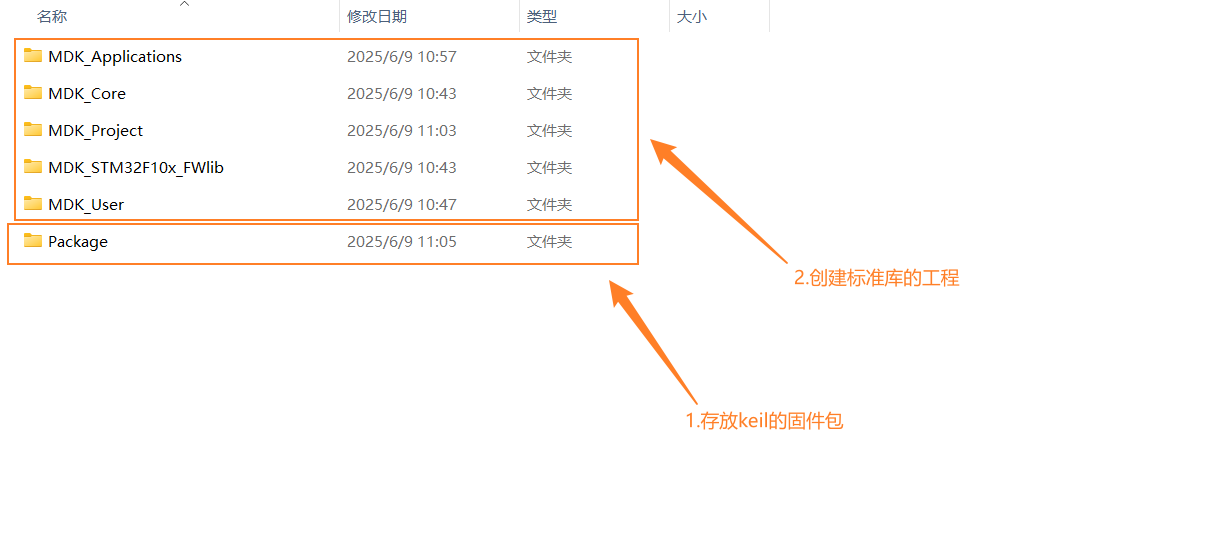 名称 修改日期 类型 大小
MDK_Applications 2025/6/9 10:57 文件夹
MDK_Core 2025/6/9 10:43 文件夹
MDK_Project 2025/6/9 11:03 文件夹
MDK_STM32F10x_FWlib 2025/6/9 10:43 文件夹
MDK_User 2025/6/9 10:47 文件夹
Package 2025/6/9 11:05 文件夹
2.创建标准库的工程
1.存放keil的固件包